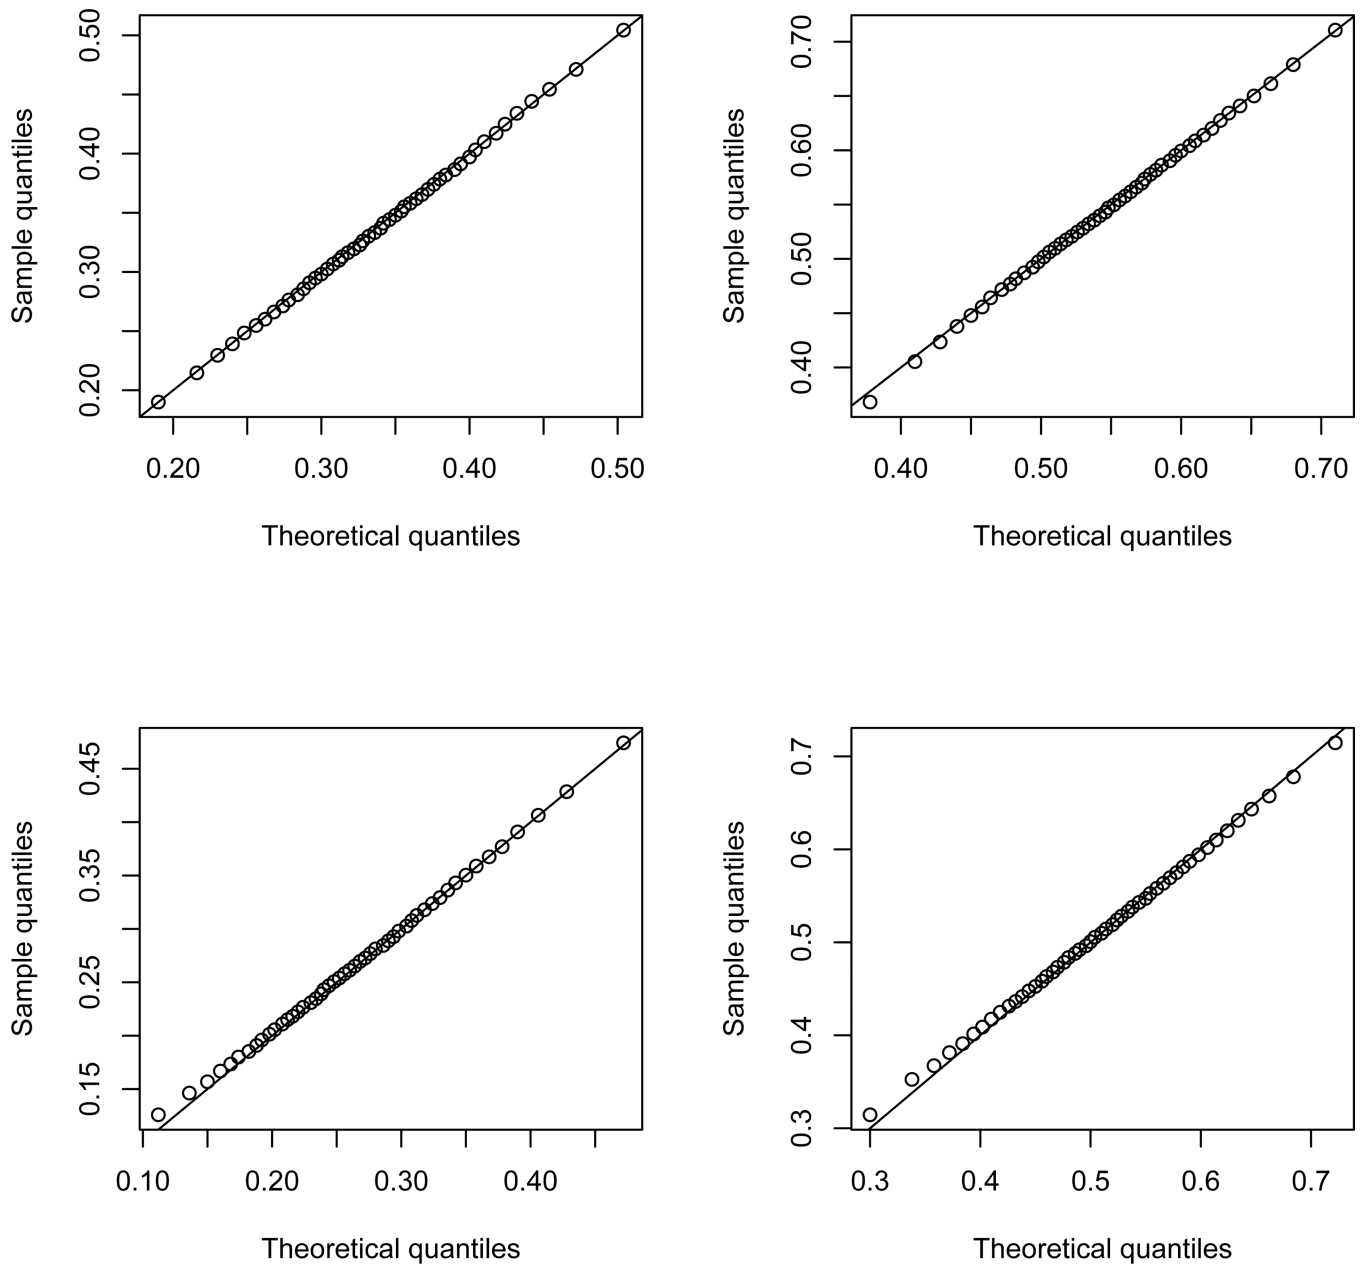 Sample quantiles
0.50
0.40
0.30
0.20
0.20 0.30 0.40 0.50
Theoretical quantiles
Sample quantiles
0.70
0.60
0.50
0.40
0.40 0.50 0.60 0.70
Theoretical quantiles
Sample quantiles
0.45
0.35
0.25
0.15
0.10 0.20 0.30 0.40
Theoretical quantiles
Sample quantiles
0.7
0.6
0.5
0.4
0.3
0.3 0.4 0.5 0.6 0.7
Theoretical quantiles